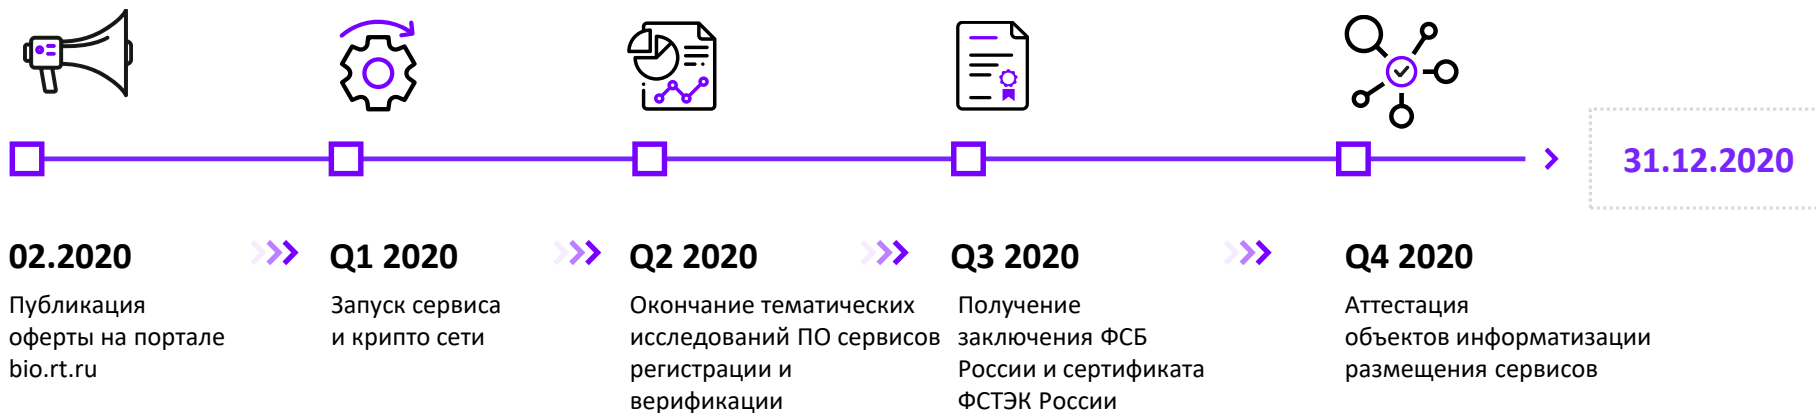 31.12.2020
02.2020
Публикация
оферты на портале
bio.rt.ru
Q1 2020
Запуск сервиса
и крипто сети
Q2 2020
Окончание тематических
исследований ПО сервисов
регистрации и
верификации
Q3 2020
Получение
заключения ФСБ
России и сертификата
ФСТЭК России
Q4 2020
Аттестация
объектов информатизации
размещения сервисов